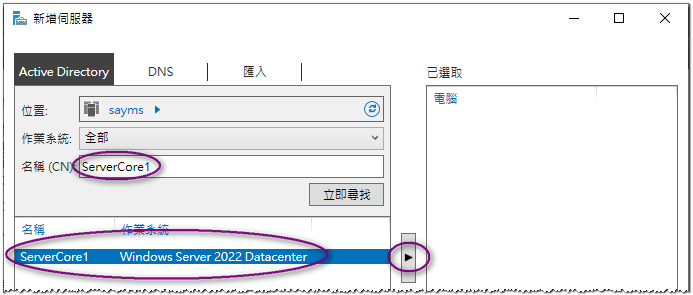 新增伺服器
Active Directory
DNS
匯入
已選取
位置:
sayms
電腦
作業系統:
全部
名稱 (CN):
ServerCore1
立即尋找
名稱 作業系統
ServerCore1 Windows Server 2022 Datacenter